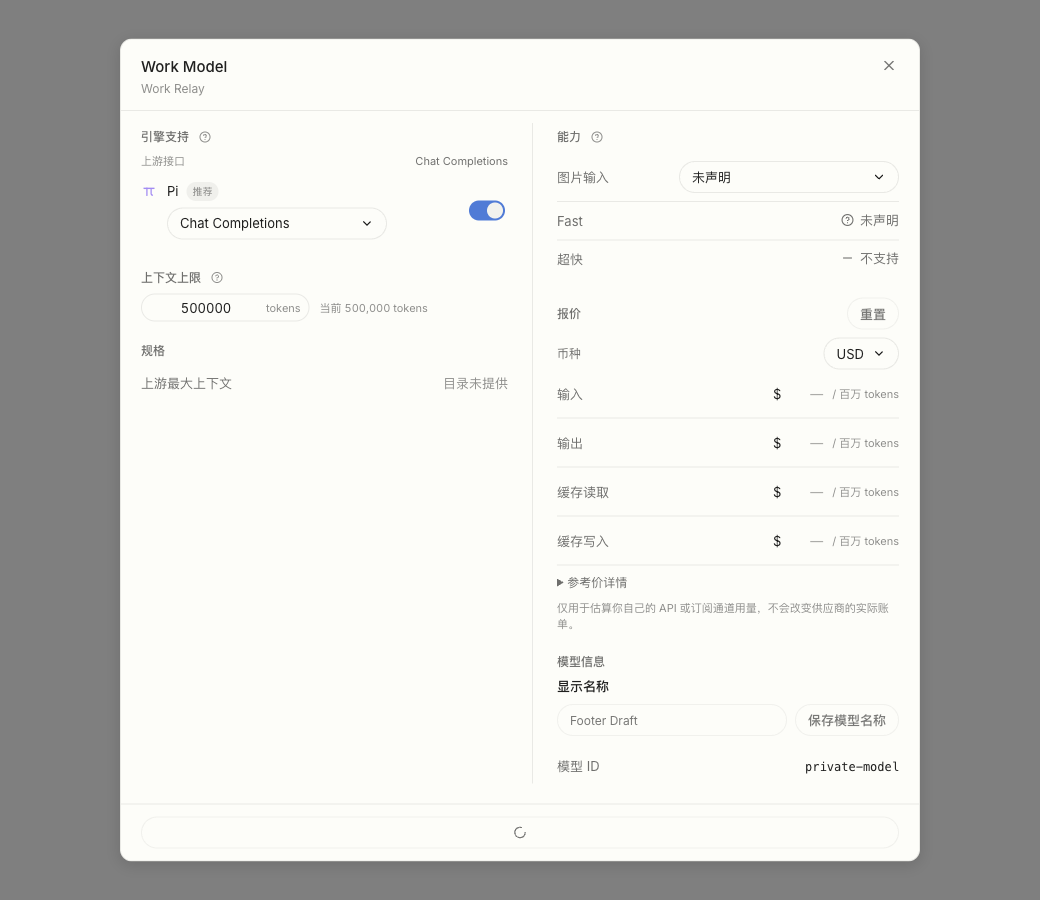 Work Model
Work Relay
引擎支持
上游接口 Chat Completions
Pi 推荐
Chat Completions
上下文上限
500000 tokens 当前 500,000 tokens
规格
上游最大上下文 目录未提供
能力
图片输入 未声明
Fast 未声明
超快 不支持
报价 重置
币种 USD
输入 $ — / 百万 tokens
输出 $ — / 百万 tokens
缓存读取 $ — / 百万 tokens
缓存写入 $ — / 百万 tokens
参考价详情
仅用于估算你自己的 API 或订阅通道用量，不会改变供应商的实际账
单。
模型信息
显示名称
Footer Draft 保存模型名称
模型 ID private-model